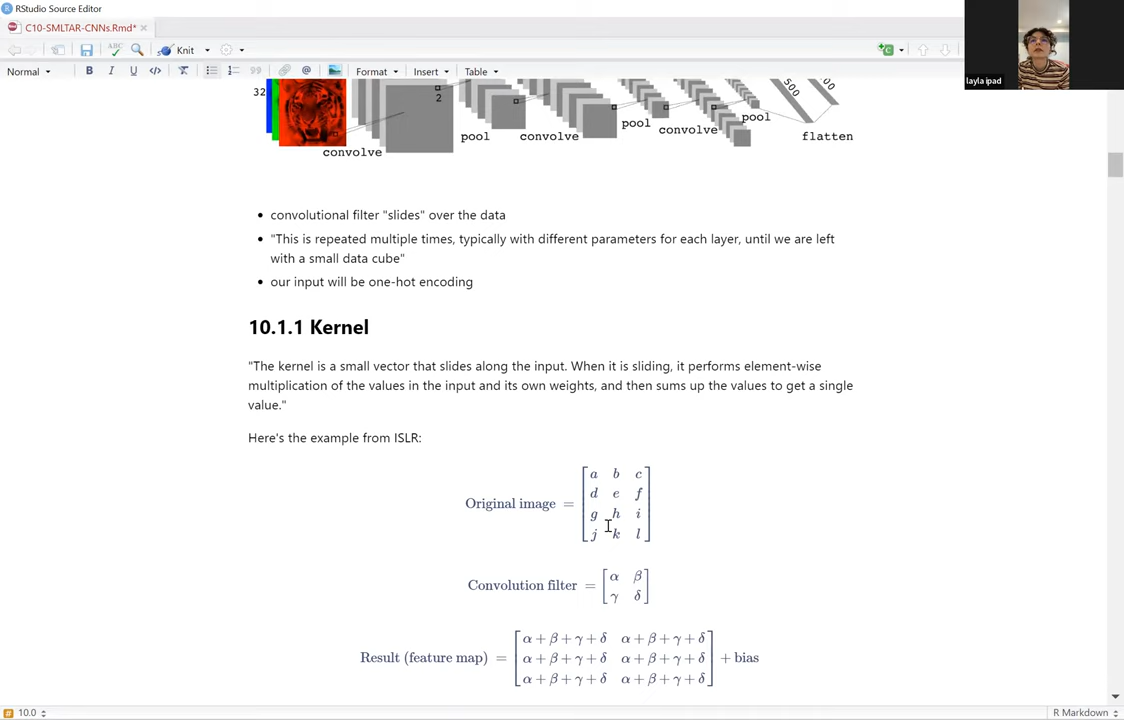 RStudio Source Editor
C10-SMLTAR-CNNs.Rmd*
ABC
Knit
Normal B I U Format Insert Table
32
2
500
00
pool
convolve
pool
convolve
pool
flatten
convolve
layla ipad
• convolutional filter "slides" over the data
• "This is repeated multiple times, typically with different parameters for each layer, until we are left
with a small data cube"
• our input will be one-hot encoding
10.1.1 Kernel
"The kernel is a small vector that slides along the input. When it is sliding, it performs element-wise
multiplication of the values in the input and its own weights, and then sums up the values to get a single
value."
Here's the example from ISLR:
a b c
d e f
Original image =
g h i
j k l
α β
Convolution filter =
γ δ
α + β + γ + δ α + β + γ + δ
Result (feature map) = α + β + γ + δ α + β + γ + δ + bias
α + β + γ + δ α + β + γ + δ
# 10.0
R Markdown